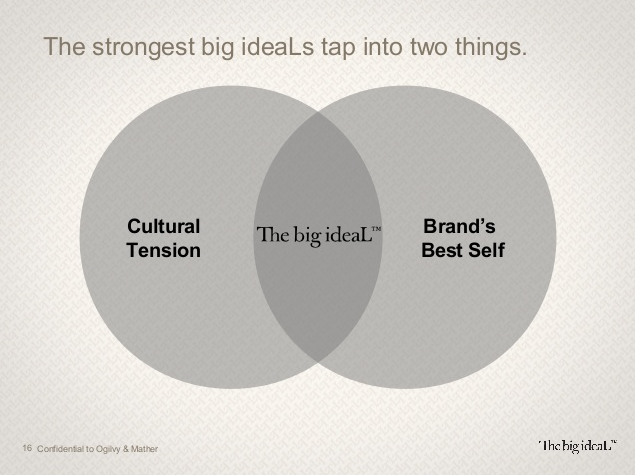 The strongest big ideaLs tap into two things.
Cultural
Tension
The big ideaL™
Brand's
Best Self
16 Confidential to Ogilvy & Mather
The big ideaL™